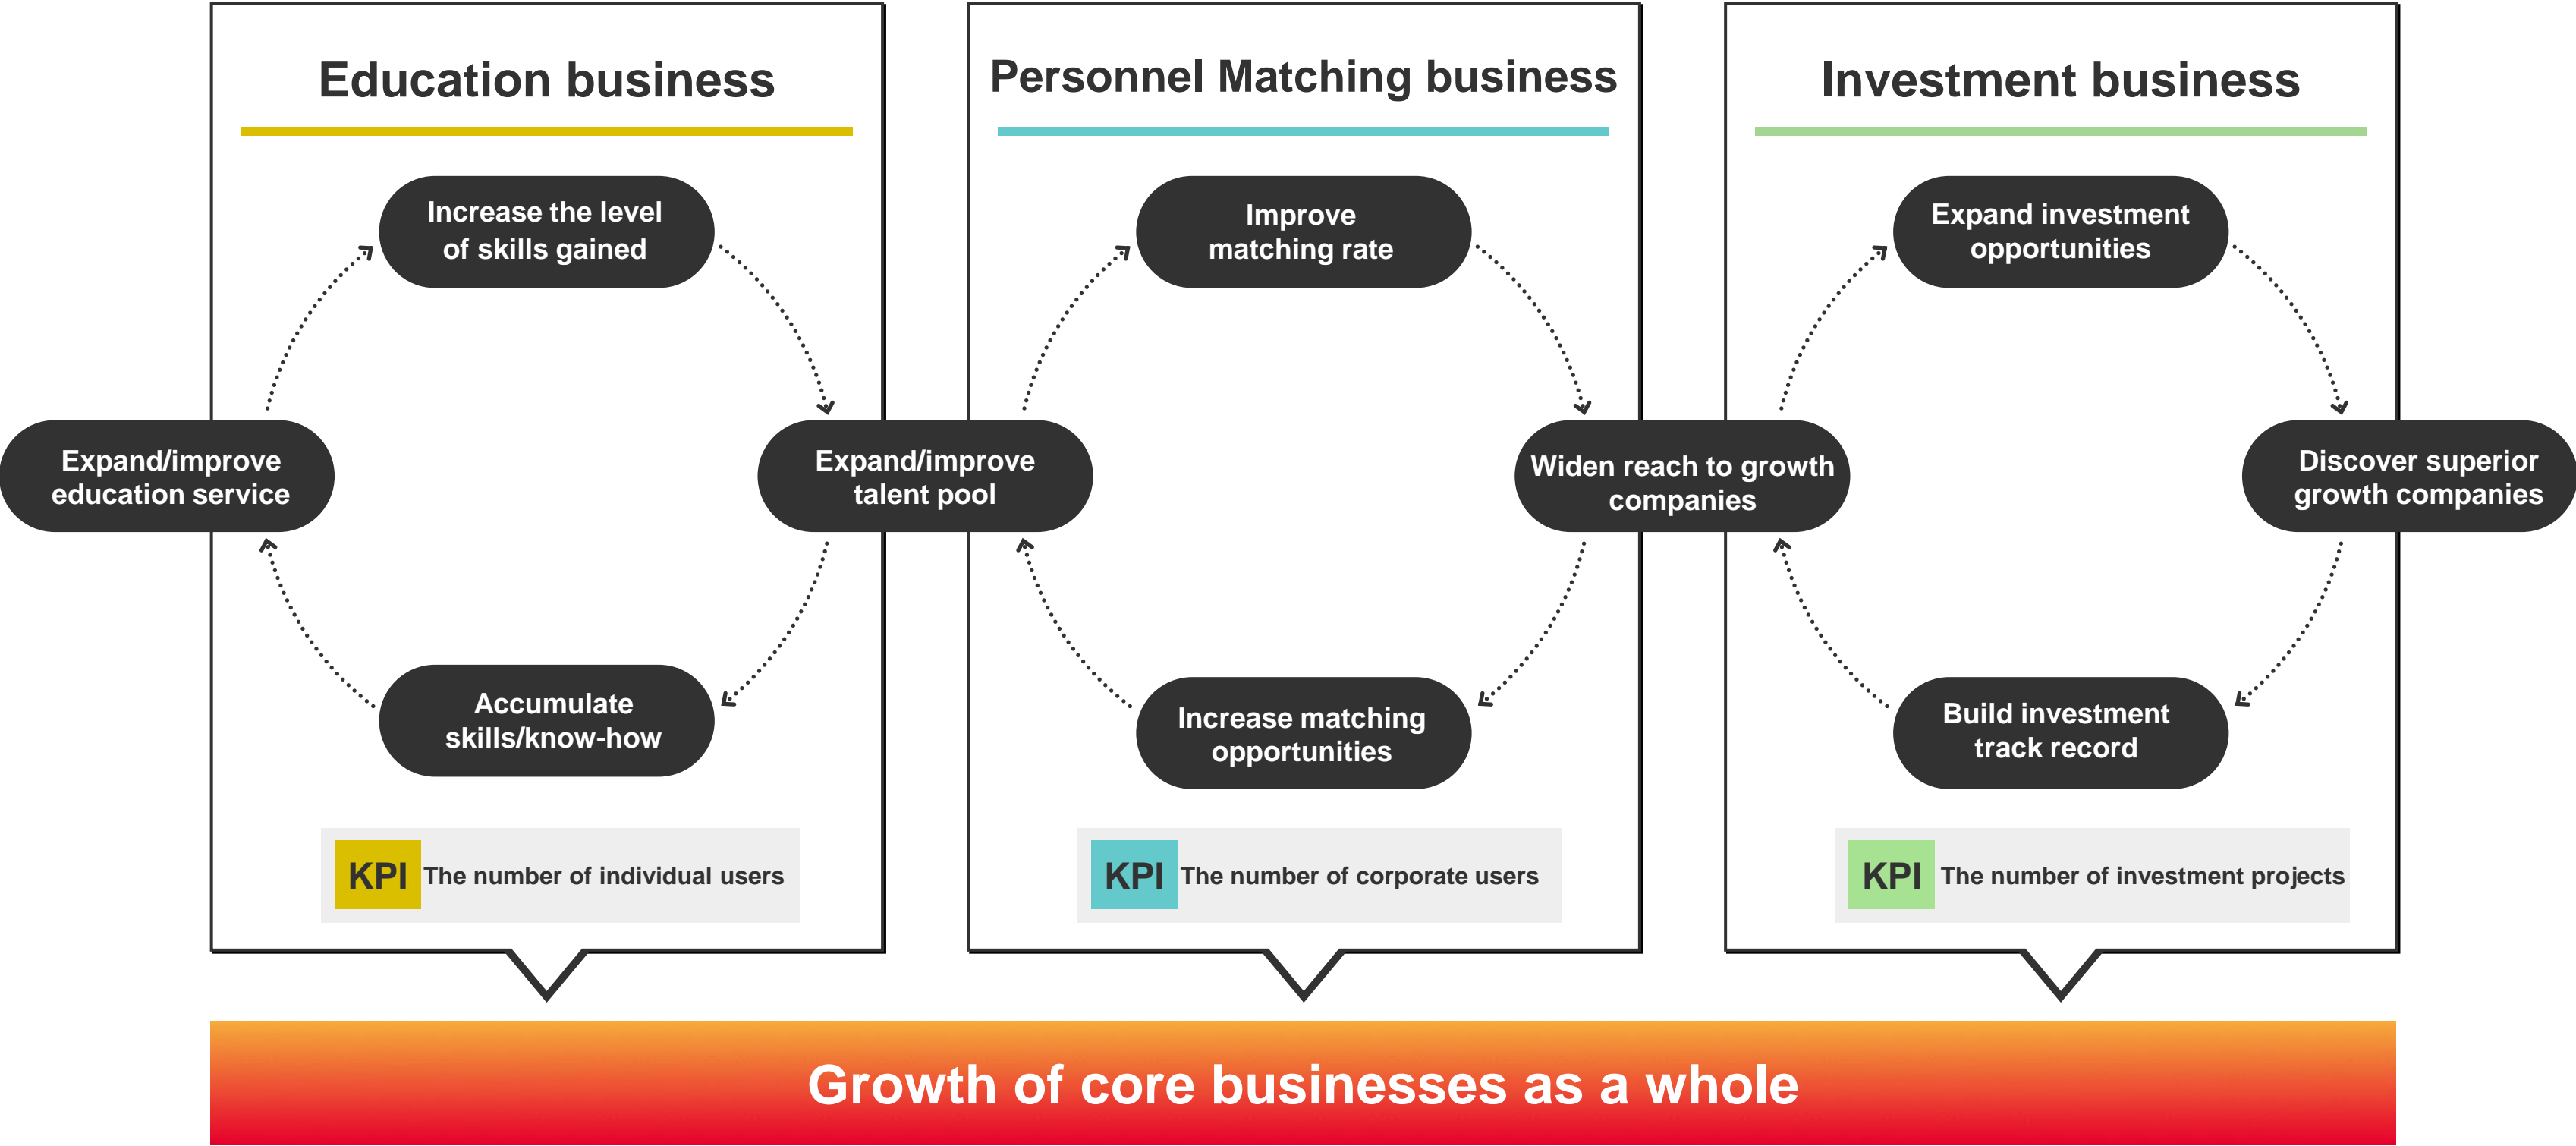 Education business
Increase the level
of skills gained
Expand/improve
education service
Expand/improve
talent pool
Accumulate
skills/know-how
KPI The number of individual users
Personnel Matching business
Improve
matching rate
Widen reach to growth
companies
Increase matching
opportunities
KPI The number of corporate users
Investment business
Expand investment
opportunities
Discover superior
growth companies
Build investment
track record
KPI The number of investment projects
Growth of core businesses as a whole